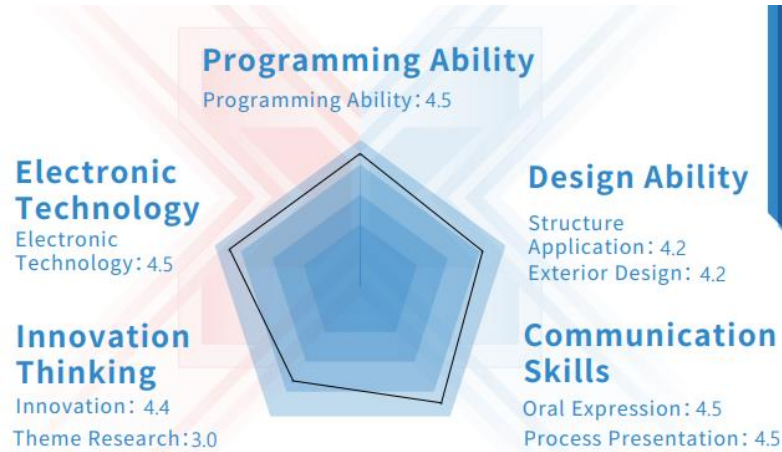 Programming Ability
Programming Ability: 4.5
Electronic
Technology
Electronic
Technology: 4.5
Design Ability
Structure
Application: 4.2
Exterior Design: 4.2
Innovation
Thinking
Innovation: 4.4
Theme Research:3.0
Communication
Skills
Oral Expression: 4.5
Process Presentation: 4.5